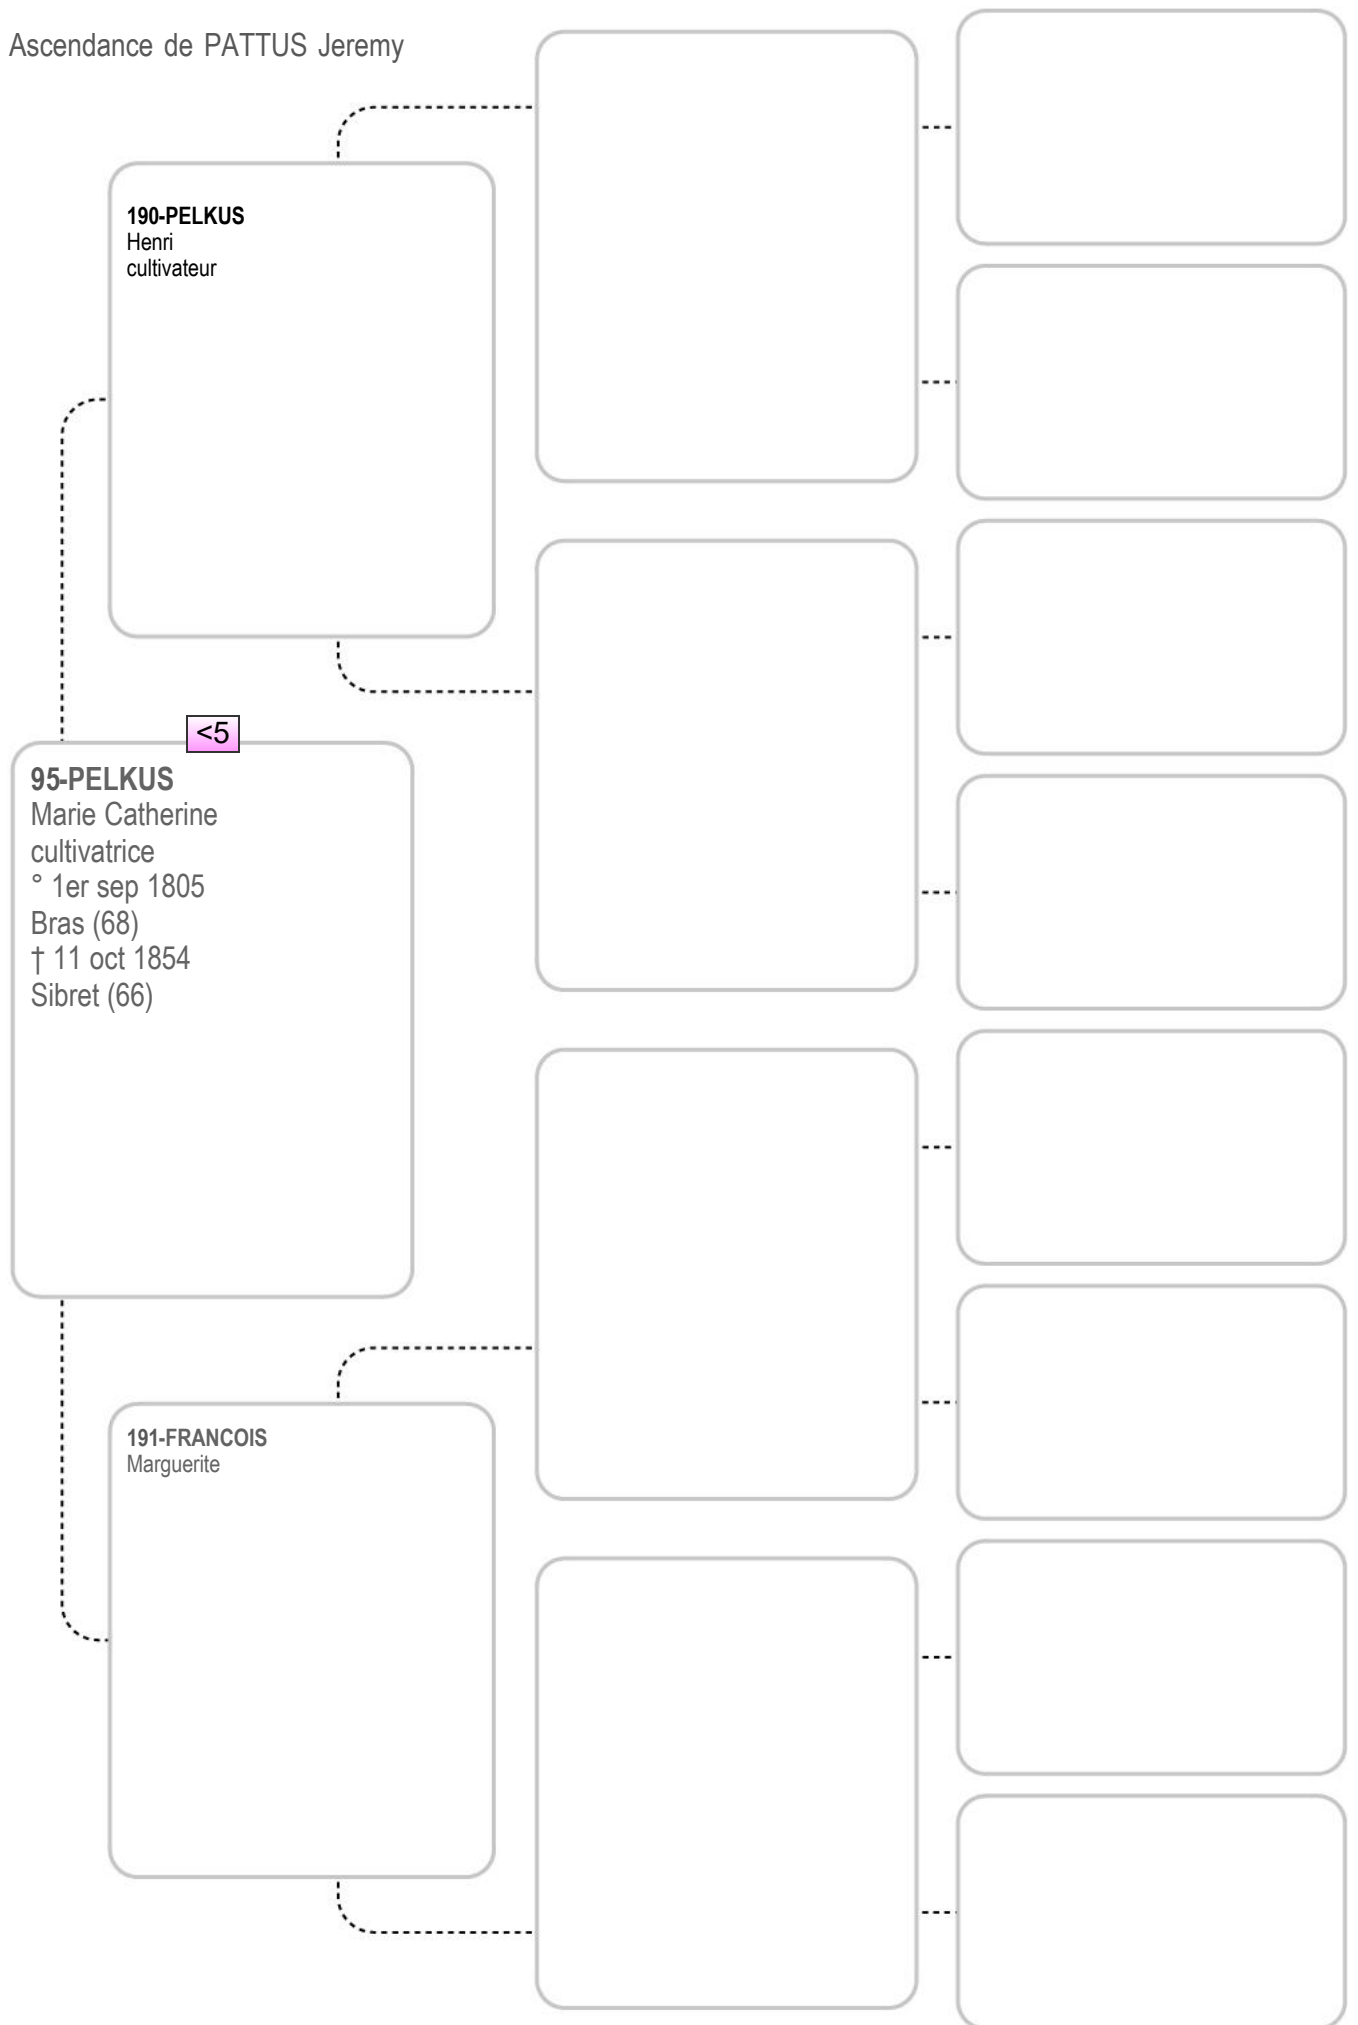 Ascendance de PATTUS Jeremy
190-PELKUS
Henri
cultivateur
<5
95-PELKUS
Marie Catherine
cultivatrice
° 1er sep 1805
Bras (68)
† 11 oct 1854
Sibret (66)
191-FRANCOIS
Marguerite